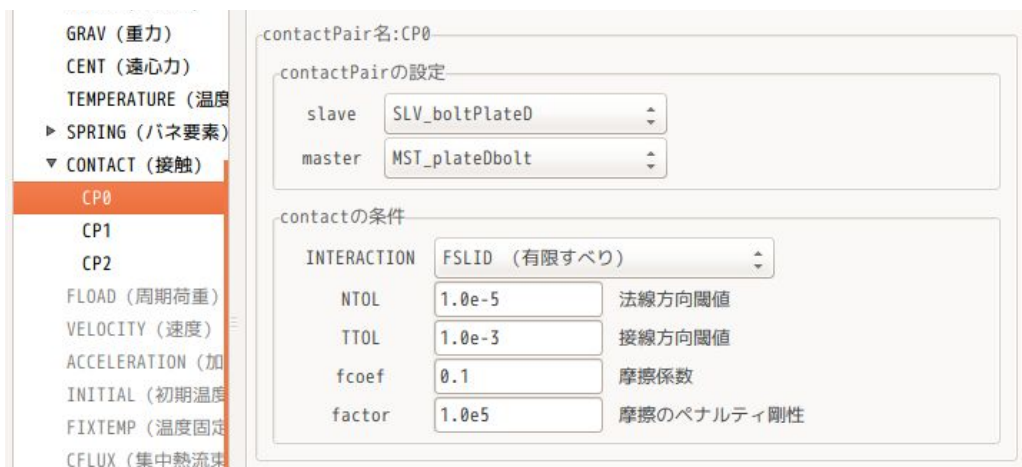 GRAV (重力)
CENT (遠心力)
TEMPERATURE (温度
SPRING (バネ要素)
CONTACT (接触)
CP0
CP1
CP2
FLOAD (周期荷重)
VELOCITY (速度)
ACCELERATION (加
INITIAL (初期温度
FIXTEMP (温度固定
CFLUX (集中熱流束
contactPair名:CP0
contactPairの設定
slave SLV_boltPlateD
master MST_plateDbolt
contactの条件
INTERACTION FSLID (有限すべり)
NTOL 1.0e-5 法線方向閾値
TTOL 1.0e-3 接線方向閾値
fcoef 0.1 摩擦係数
factor 1.0e5 摩擦のペナルティ剛性